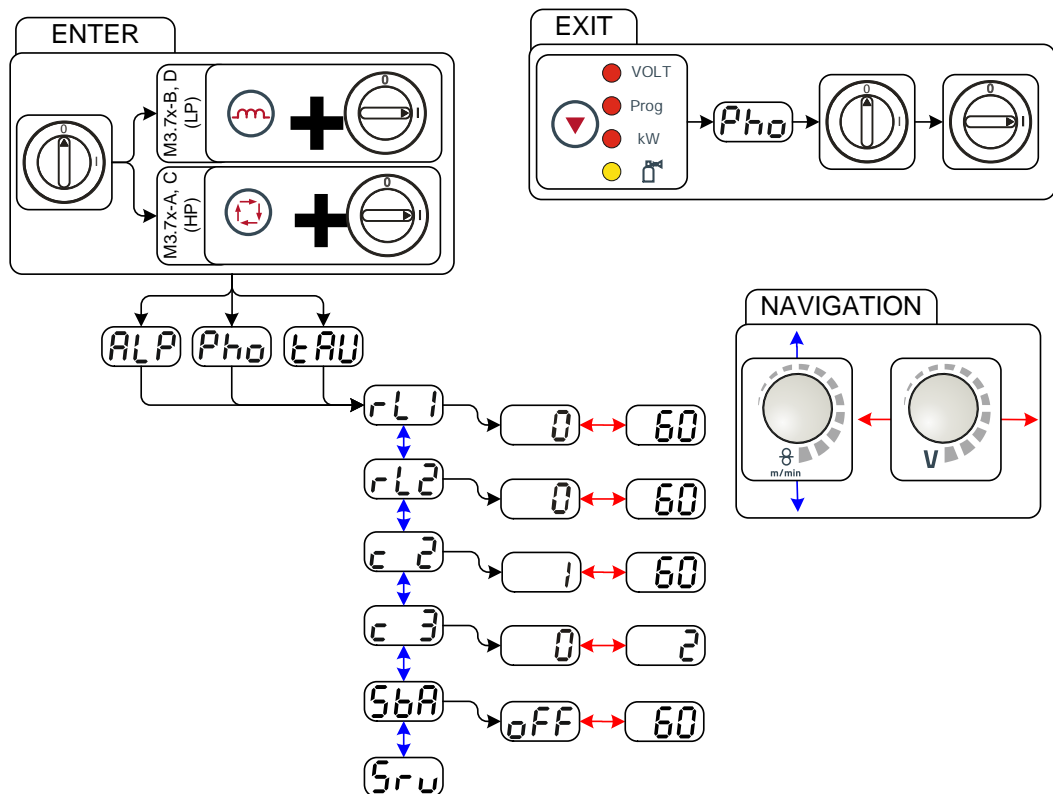 ENTER
M3.7x-B, D
(LP)
0
I
0
I
M3.7x-A, C
(HP)
0
I
ALP
Pho
tAU
rL1
0
60
rL2
0
60
c 2
1
60
c 3
0
2
SbA
oFF
60
Sru
EXIT
VOLT
Prog
kW
Pho
0
I
0
I
NAVIGATION
m/min
V